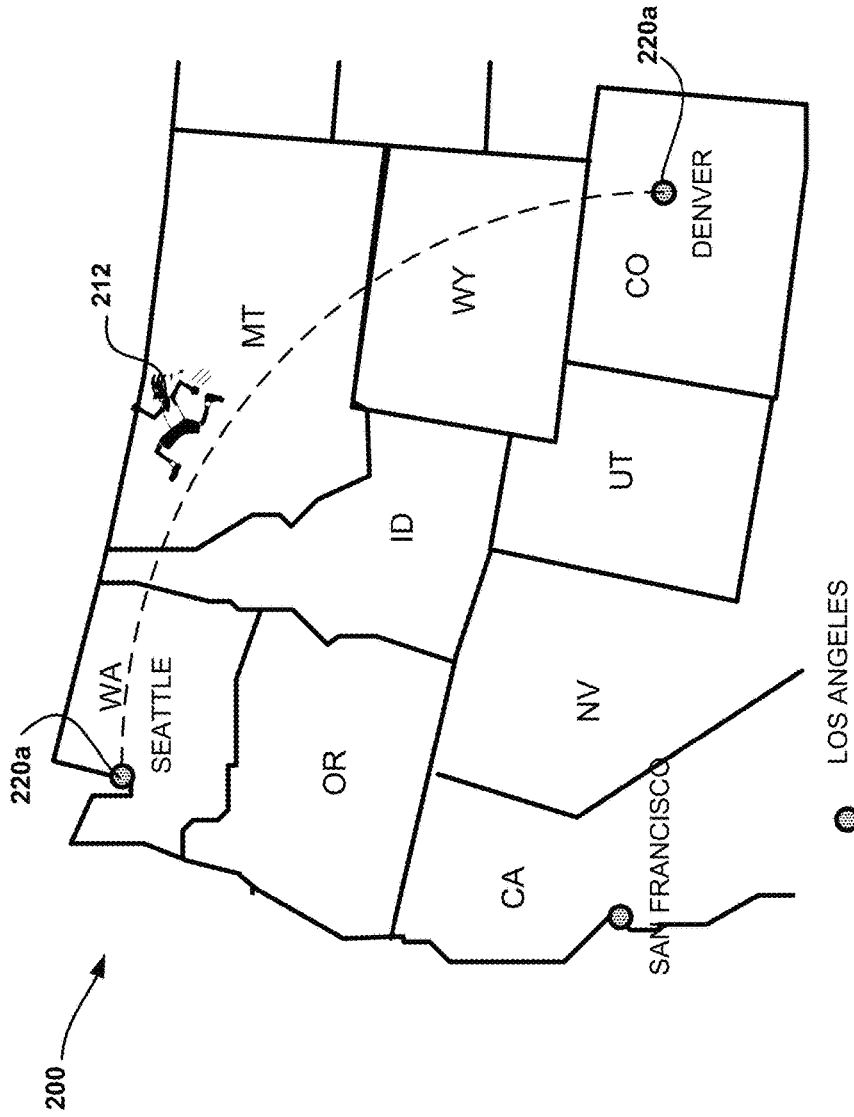 220a
200
212
WA
SEATTLE
MT
OR
ID
WY
CA
NV
UT
CO
220a
SAN FRANCISCO
DENVER
LOS ANGELES